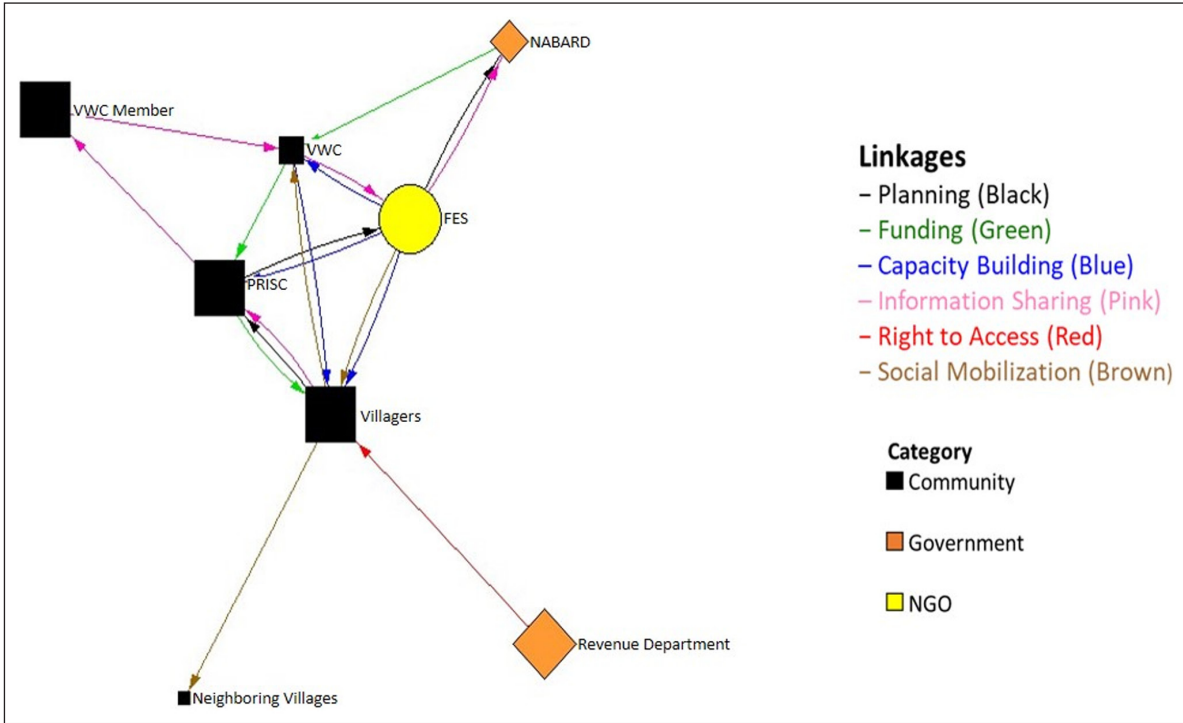 NABARD
VWC Member
VWC
FES
PRISC
Villagers
Revenue Department
Neighboring Villages
Linkages
– Planning (Black)
– Funding (Green)
– Capacity Building (Blue)
– Information Sharing (Pink)
– Right to Access (Red)
– Social Mobilization (Brown)
Category
Community
Government
NGO